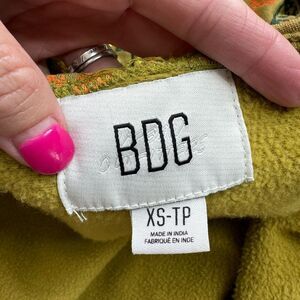 BDG
XS-TP
MADE IN INDIA
FABRIQUÉ EN INDE